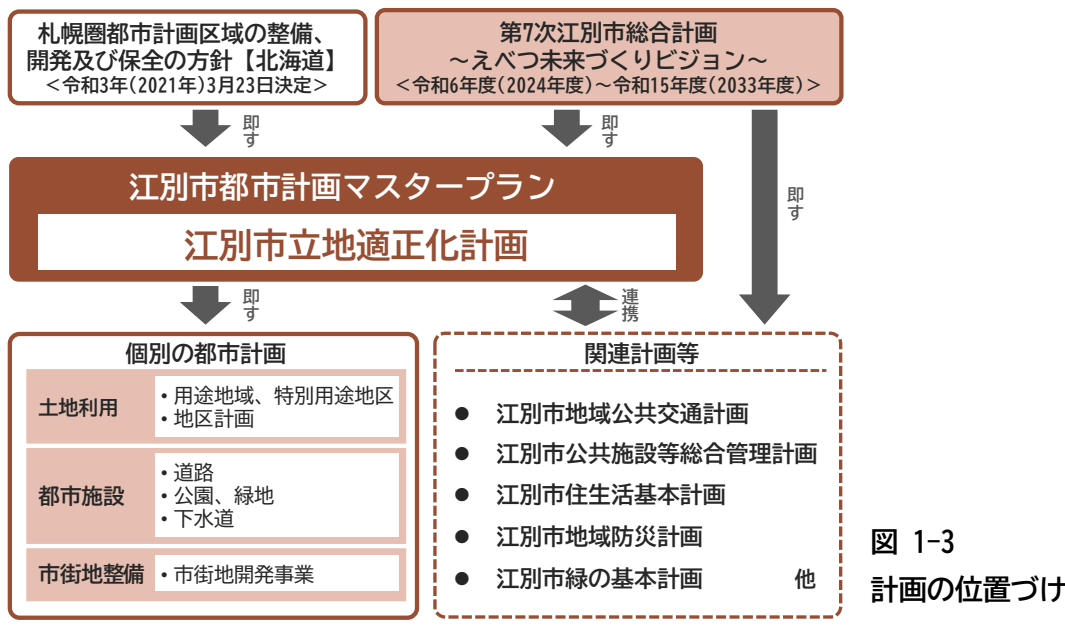 札幌圏都市計画区域の整備、
開発及び保全の方針【北海道】
<令和3年(2021年)3月23日決定>
第7次江別市総合計画
~えべつ未来づくりビジョン~
<令和6年度(2024年度)~令和15年度(2033年度)>
即す
即す
即す
江別市都市計画マスタープラン
江別市立地適正化計画
即す
連携
個別の都市計画
土地利用
・用途地域、特別用途地区
・地区計画
都市施設
・道路
・公園、緑地
・下水道
市街地整備
・市街地開発事業
関連計画等
● 江別市地域公共交通計画
● 江別市公共施設等総合管理計画
● 江別市住生活基本計画
● 江別市地域防災計画
● 江別市緑の基本計画 他
図 1-3
計画の位置づけ